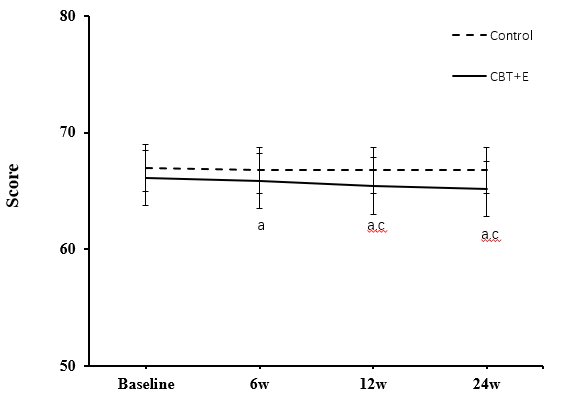 80
Control
CBT+E
70
Score
a
a.c
a.c
60
50
Baseline 6w 12w 24w